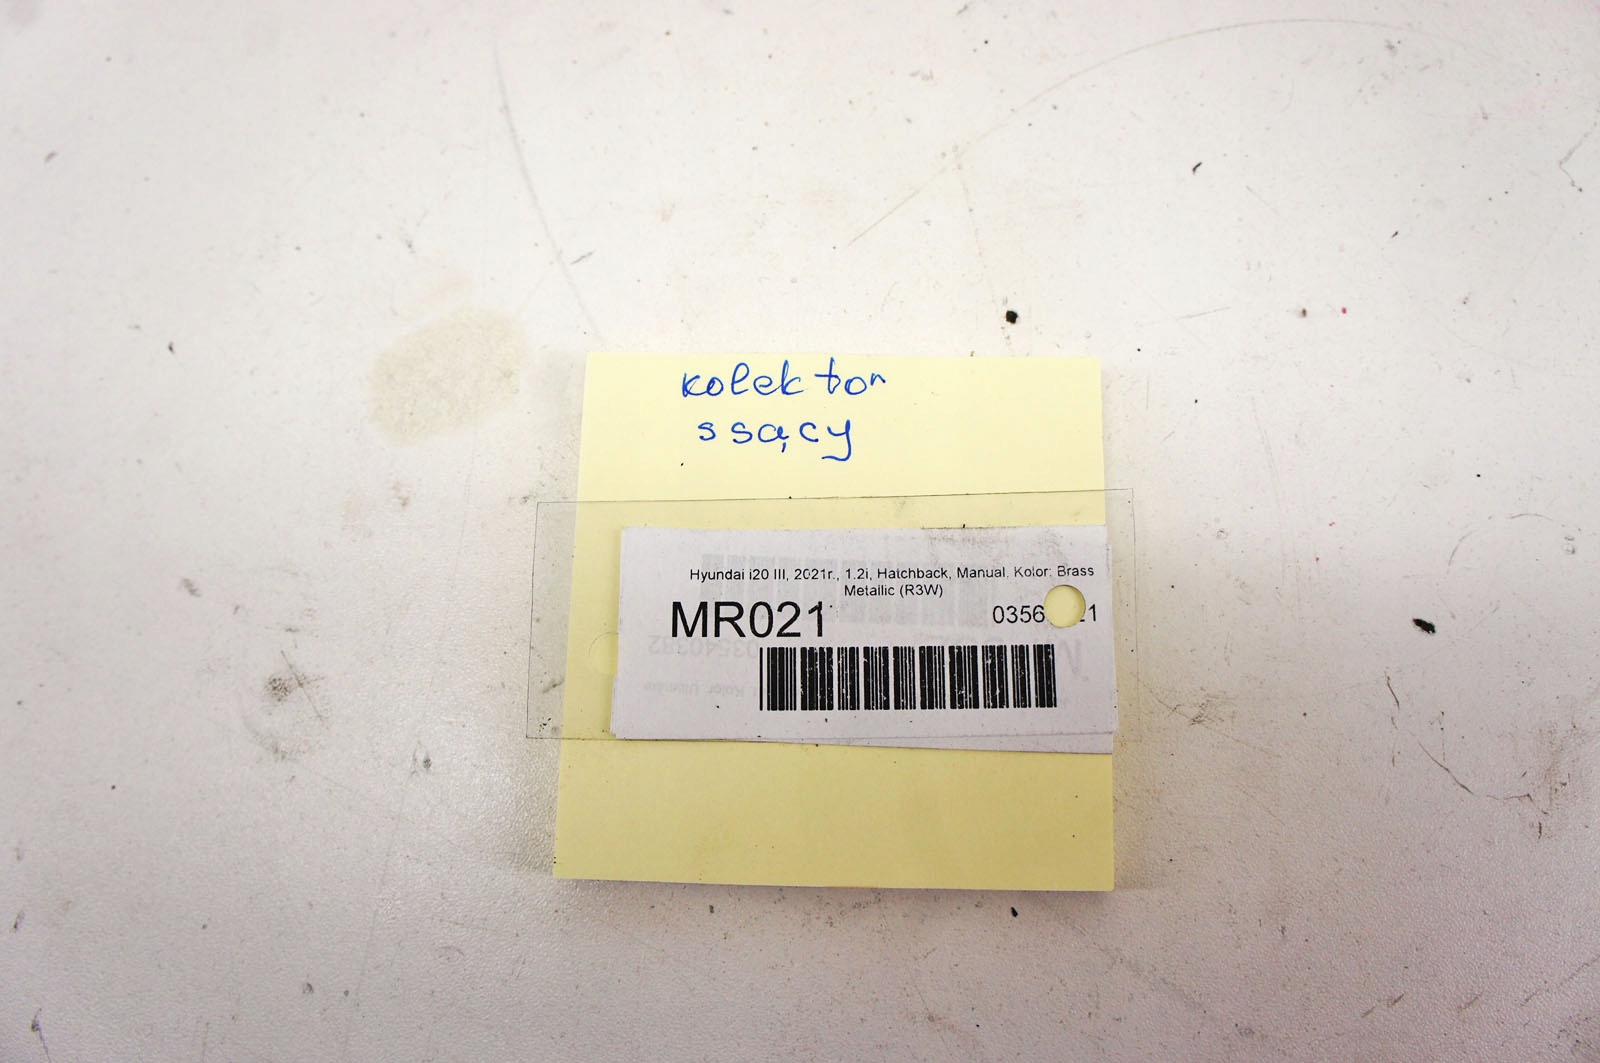 kolektor
ssący
Hyundai i20 III, 2021r., 1.2i, Hatchback, Manual, Kolor: Brass
Metallic (R3W)
MR021